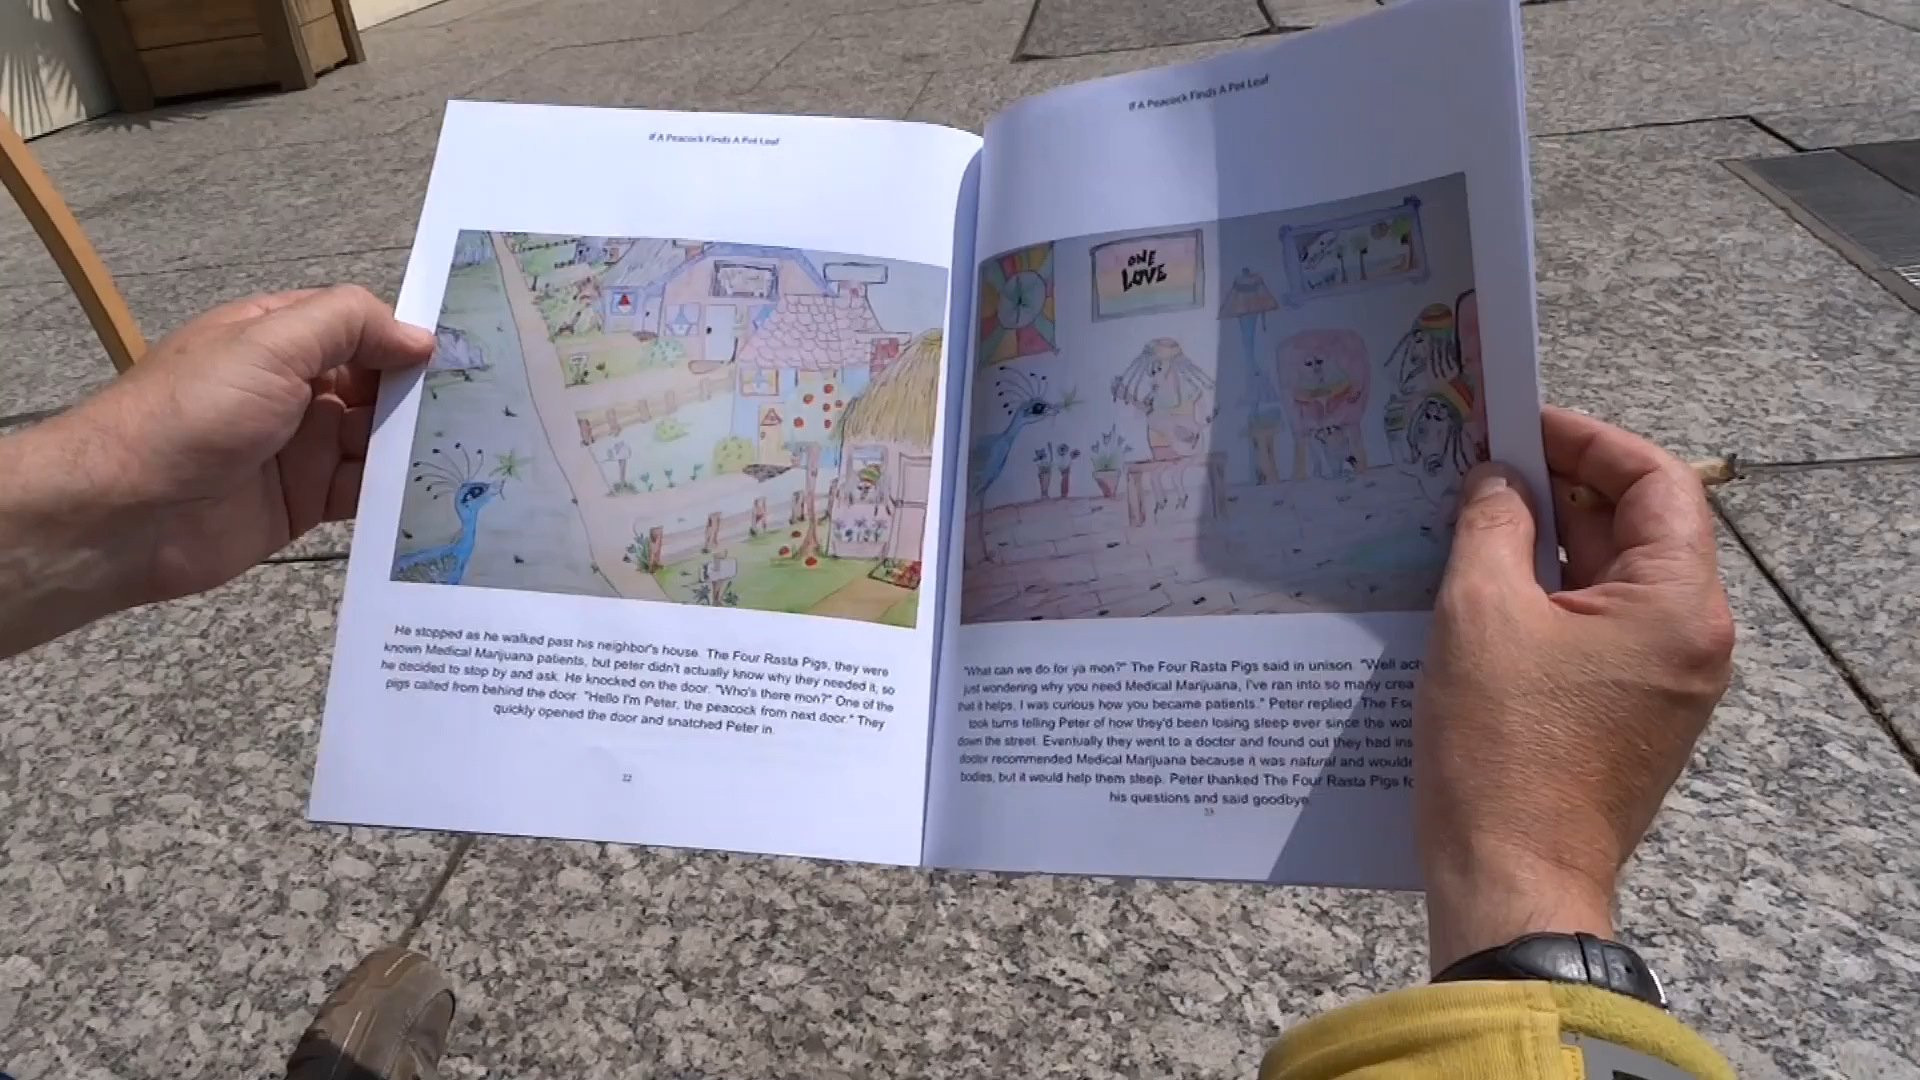 If A Peacock Finds A Pot Leaf
He stopped as he walked past his neighbor's house. The Four Rasta Pigs, they were
known Medical Marijuana patients, but peter didn't actually know why they needed it, so
he decided to stop by and ask. He knocked on the door. "Who's there mon?" One of the
pigs called from behind the door. "Hello I'm Peter, the peacock from next door." They
quickly opened the door and snatched Peter in.
22
If A Peacock Finds A Pot Leaf
ONE
LOVE
"What can we do for ya mon?" The Four Rasta Pigs said in unison. "Well
just wondering why you need Medical Marijuana, I've ran into so many
that it helps, I was curious how you became patients." Peter replied. The
took turns telling Peter of how they'd been losing sleep ever since the
down the street. Eventually they went to a doctor and found out they had
doctor recommended Medical Marijuana because it was natural and
bodies, but it would help them sleep. Peter thanked The Four Rasta Pigs
his questions and said goodbye.
23